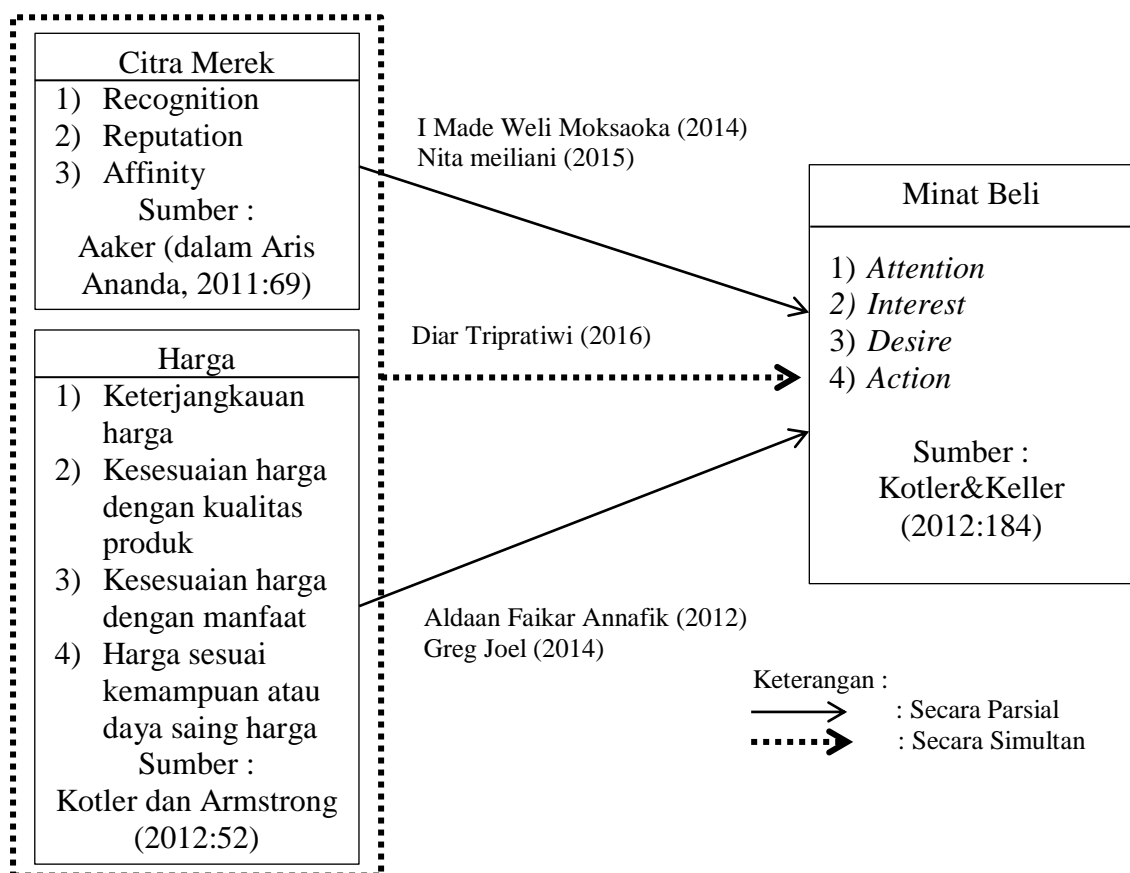 Citra Merek
1) Recognition
2) Reputation
3) Affinity
Sumber :
Aaker (dalam Aris
Ananda, 2011:69)
Harga
1) Keterjangkauan
harga
2) Kesesuaian harga
dengan kualitas
produk
3) Kesesuaian harga
dengan manfaat
4) Harga sesuai
kemampuan atau
daya saing harga
Sumber :
Kotler dan Armstrong
(2012:52)
I Made Weli Moksaoka (2014)
Nita meiliani (2015)
Diar Tripratiwi (2016)
Aldaan Faikar Annafik (2012)
Greg Joel (2014)
Minat Beli
1) Attention
2) Interest
3) Desire
4) Action
Sumber :
Kotler&Keller
(2012:184)
Keterangan :
: Secara Parsial
: Secara Simultan